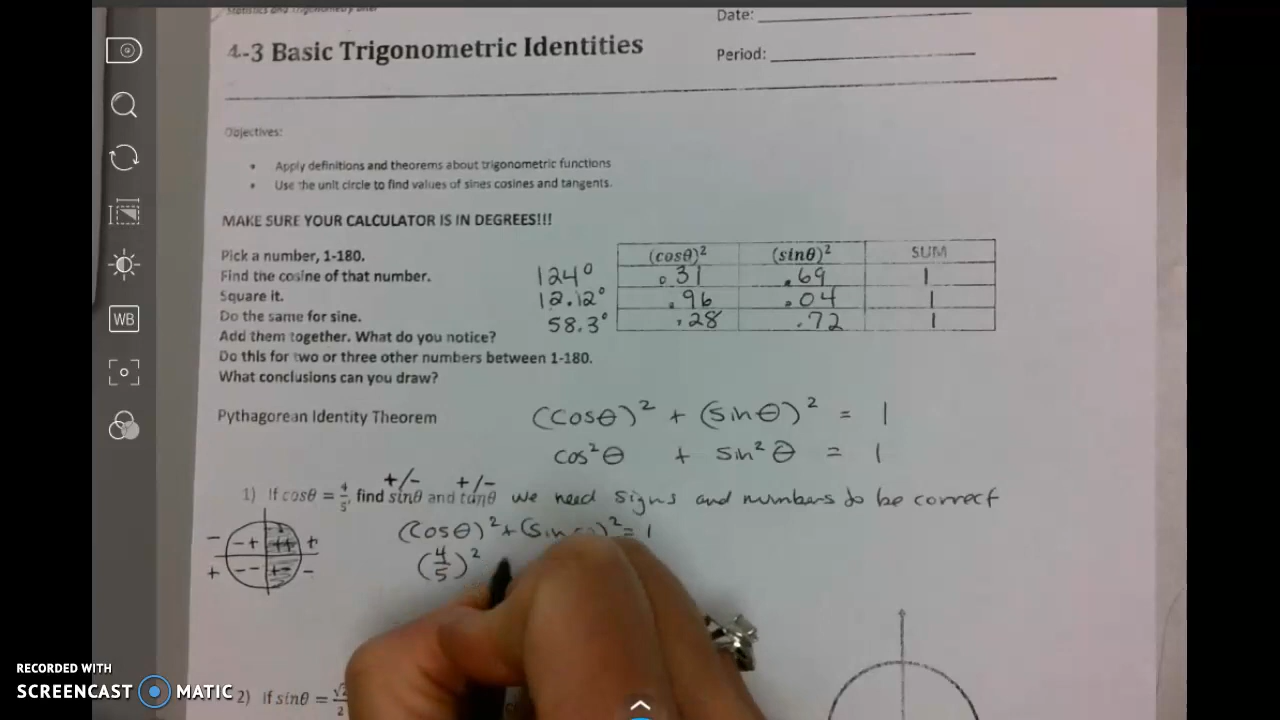 Statistics and Trigonometry
Date:
4-3 Basic Trigonometric Identities
Period:
Objectives:
• Apply definitions and theorems about trigonometric functions
• Use the unit circle to find values of sines cosines and tangents.
MAKE SURE YOUR CALCULATOR IS IN DEGREES!!!
(cosθ)² (sinθ)² SUM
Pick a number, 1-180.
Find the cosine of that number. 124° .31 .69 1
Square it. 12.12° .96 .04 1
Do the same for sine. 58.3° .28 .72 1
Add them together. What do you notice?
Do this for two or three other numbers between 1-180.
What conclusions can you draw?
Pythagorean Identity Theorem (cosθ)² + (sinθ)² = 1
cos²θ + sin²θ = 1
+/- +/-
1) If cosθ = 4/5, find sinθ and tanθ we need signs and numbers to be correct
(cosθ)² + (sin )² = 1
- -+ ++ +
(4/5)²
+ -- +- -
2) If sinθ =
WB
RECORDED WITH
SCREENCAST MATIC